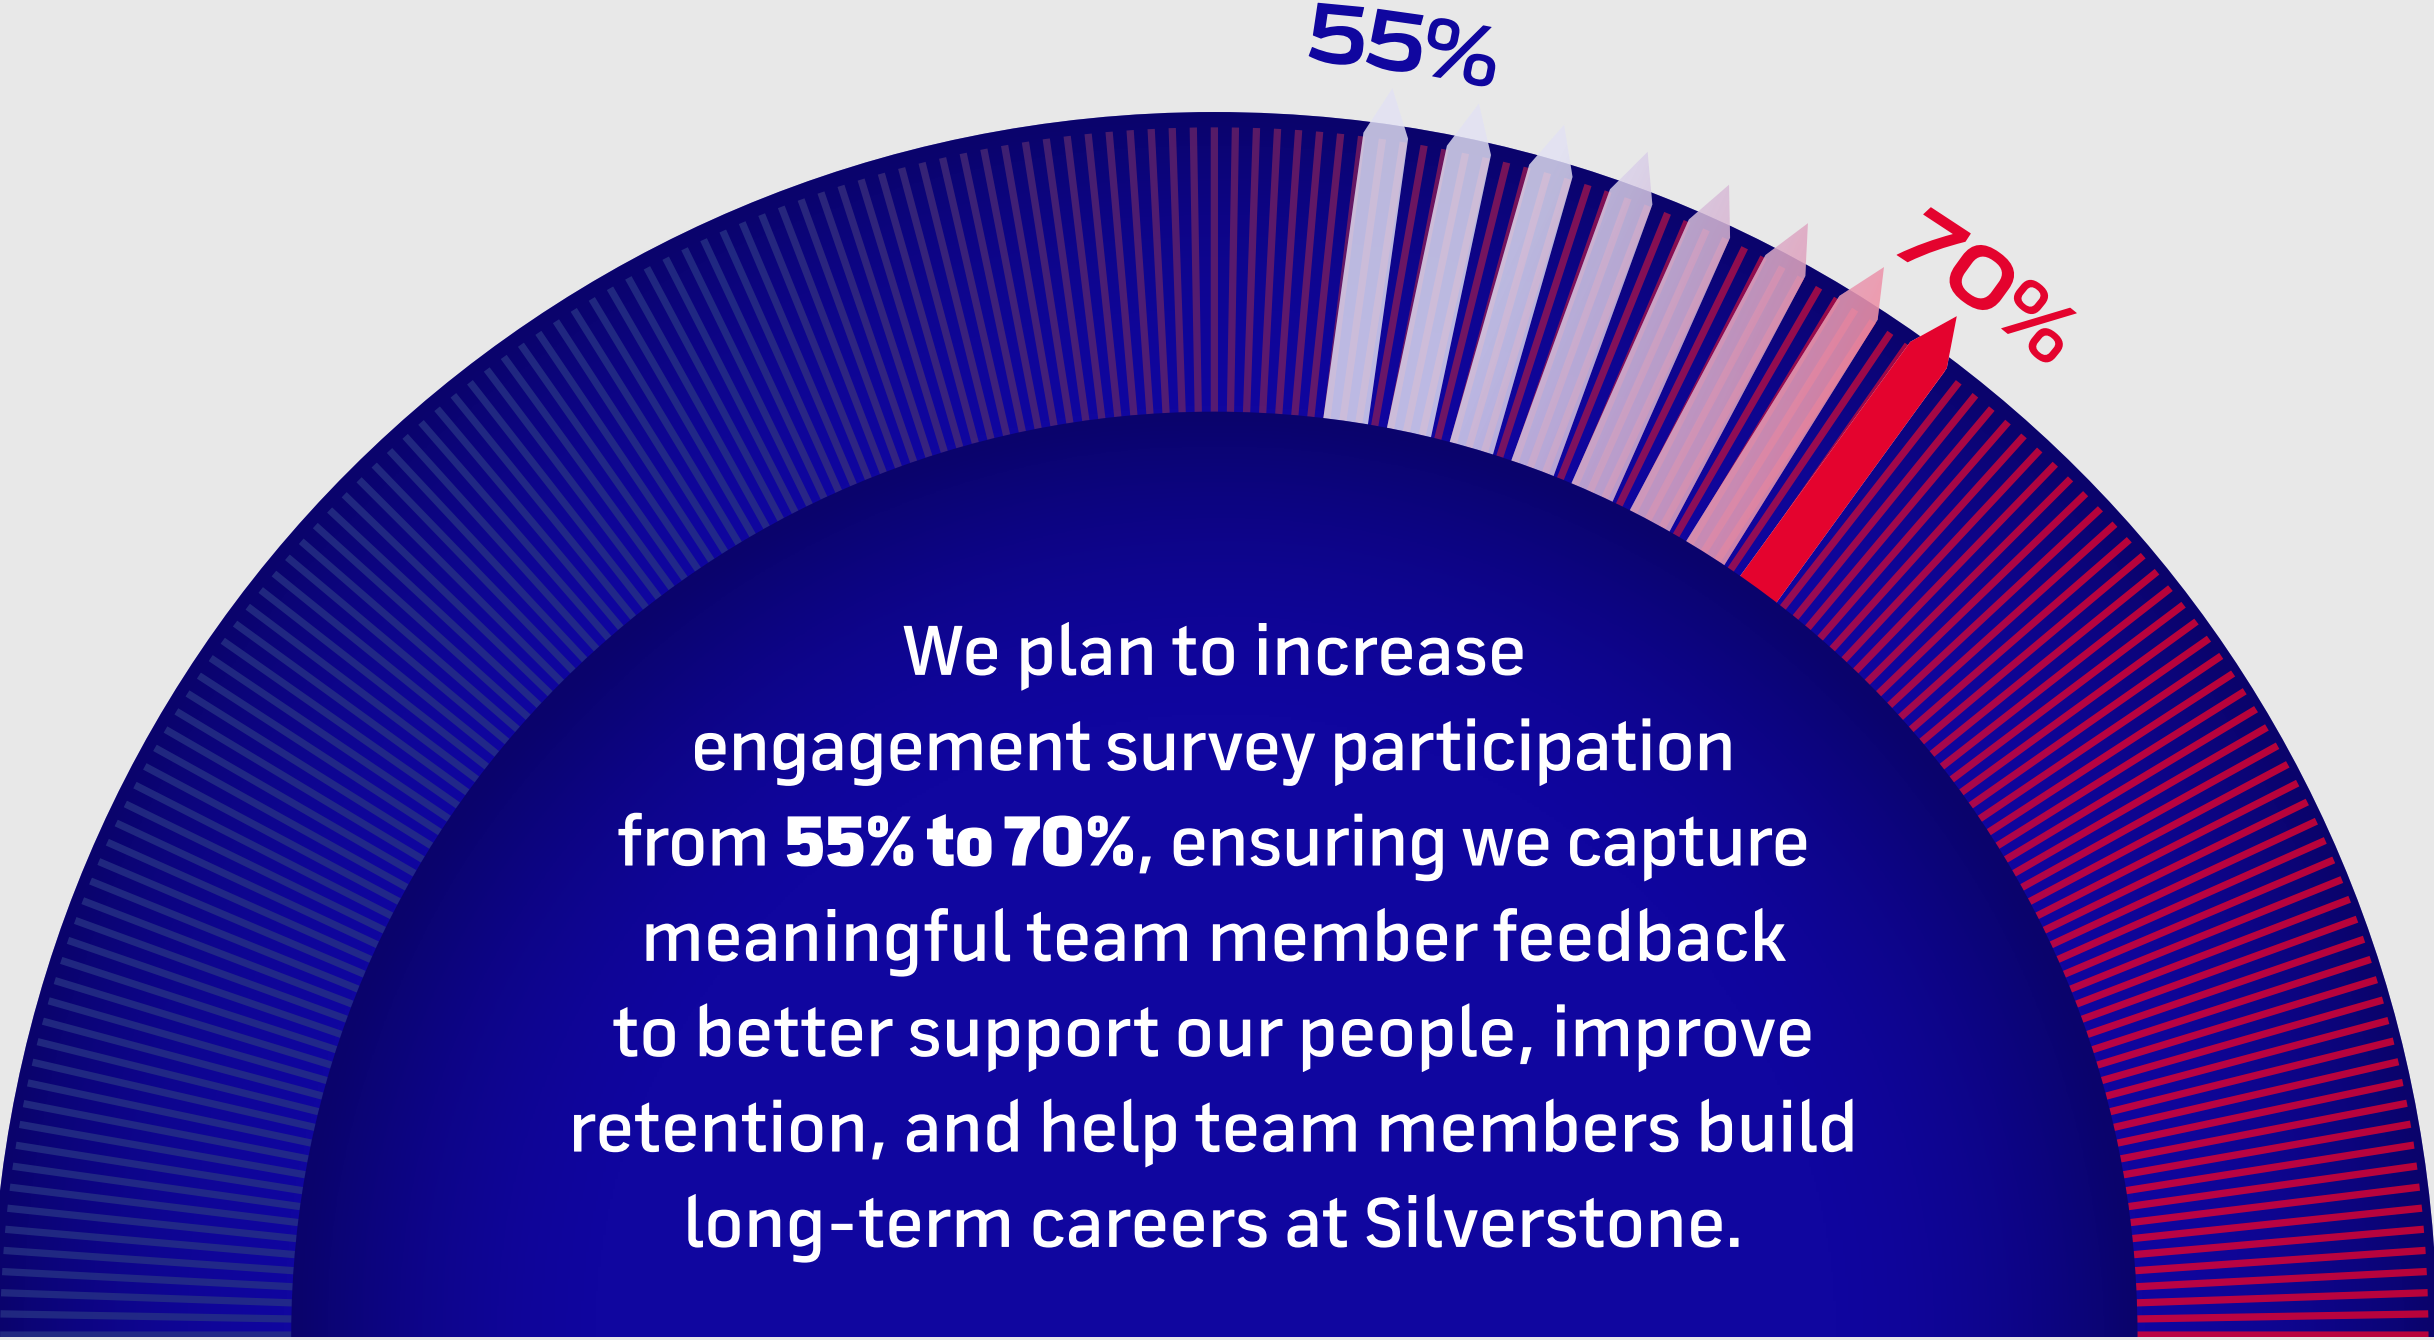 55%
70%
We plan to increase
engagement survey participation
from 55% to 70%, ensuring we capture
meaningful team member feedback
to better support our people, improve
retention, and help team members build
long-term careers at Silverstone.